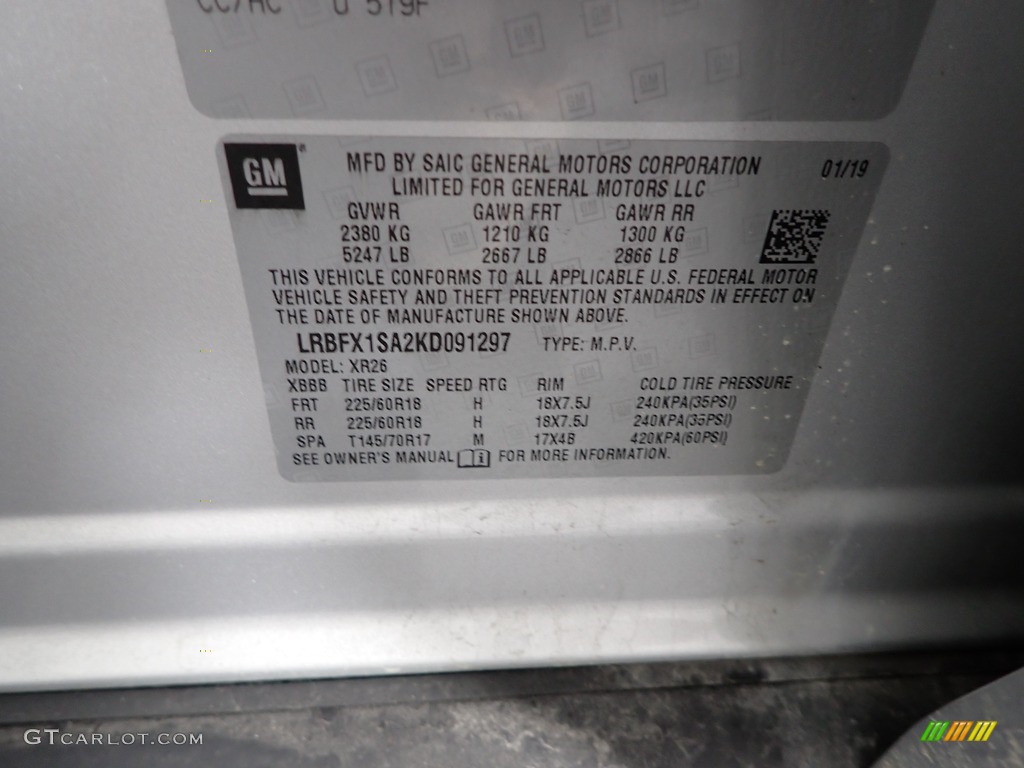 CC/AC U 519F
GM
MFD BY SAIC GENERAL MOTORS CORPORATION 01/19
LIMITED FOR GENERAL MOTORS LLC
GVWR GAWR FRT GAWR RR
2380 KG 1210 KG 1300 KG
5247 LB 2667 LB 2866 LB
THIS VEHICLE CONFORMS TO ALL APPLICABLE U.S. FEDERAL MOTOR
VEHICLE SAFETY AND THEFT PREVENTION STANDARDS IN EFFECT ON
THE DATE OF MANUFACTURE SHOWN ABOVE.
LRBFX1SA2KD091297 TYPE: M.P.V.
MODEL: XR26
XBBB TIRE SIZE SPEED RTG RIM COLD TIRE PRESSURE
FRT 225/60R18 H 18X7.5J 240KPA(35PSI)
RR 225/60R18 H 18X7.5J 240KPA(35PSI)
SPA T145/70R17 M 17X4B 420KPA(60PSI)
SEE OWNER'S MANUAL i FOR MORE INFORMATION.
GTCARLOT.COM